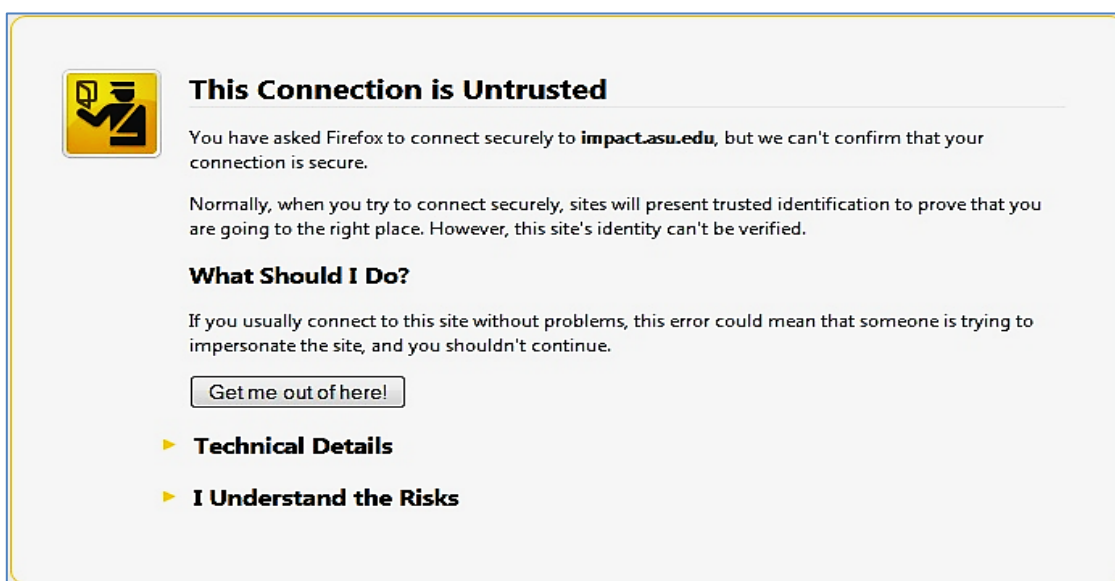 This Connection is Untrusted
You have asked Firefox to connect securely to impact.asu.edu, but we can't confirm that your
connection is secure.
Normally, when you try to connect securely, sites will present trusted identification to prove that you
are going to the right place. However, this site's identity can't be verified.
What Should I Do?
If you usually connect to this site without problems, this error could mean that someone is trying to
impersonate the site, and you shouldn't continue.
Get me out of here!
Technical Details
I Understand the Risks